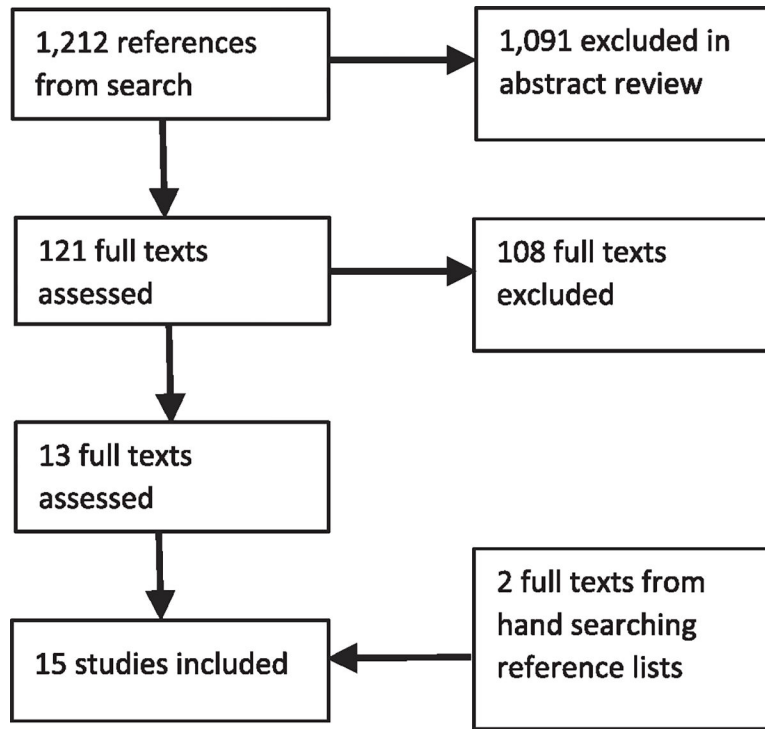 1,212 references
from search
1,091 excluded in
abstract review
121 full texts
assessed
108 full texts
excluded
13 full texts
assessed
2 full texts from
hand searching
reference lists
15 studies included